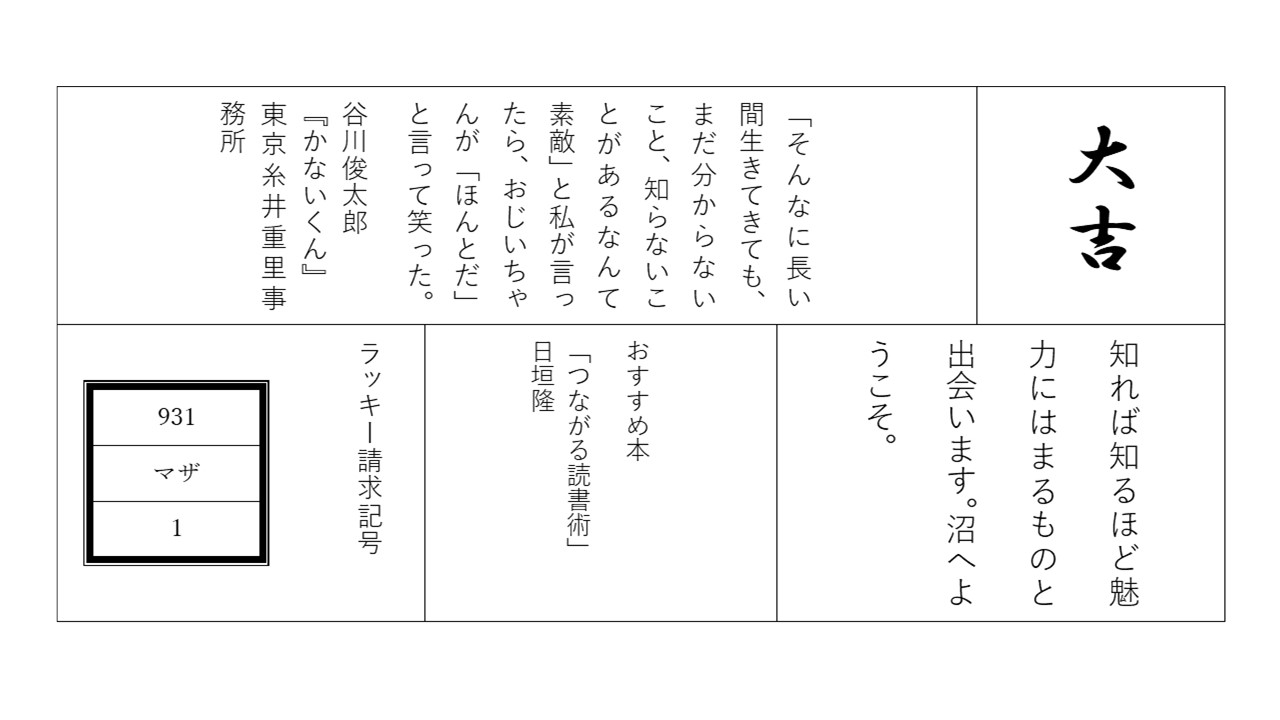 大吉
「そんなに長い
間生きてきても、
まだ分からない
こと、知らないこ
とがあるなんて
素敵」と私が言っ
たら、おじいちゃ
んが「ほんとだ」
と言って笑った。
谷川俊太郎
『かないくん』
東京糸井重里事
務所
知れば知るほど魅
力にはまるものと
出会います。沼へよ
うこそ。
おすすめ本
「つながる読書術」
日垣隆
ラッキー請求記号
931
マザ
1